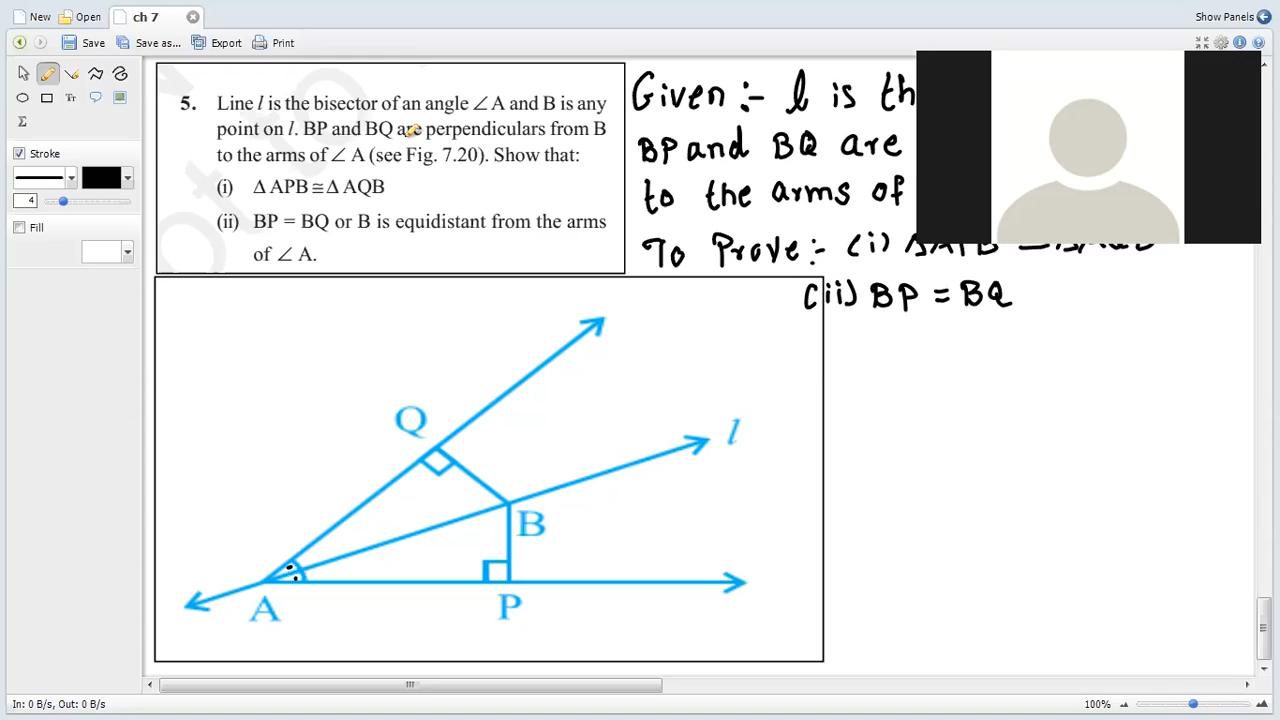 New Open ch 7 Show Panels
Save Save as... Export Print
Stroke
4
Fill
5. Line l is the bisector of an angle ∠ A and B is any
point on l. BP and BQ are perpendiculars from B
to the arms of ∠ A (see Fig. 7.20). Show that:
(i) Δ APB ≅ Δ AQB
(ii) BP = BQ or B is equidistant from the arms
of ∠ A.
Given :- l is th
BP and BQ are
to the arms of
To Prove :- (i) ΔAPB ≅ ΔAQB
(ii) BP = BQ
Q
l
B
A
P
In: 0 B/s, Out: 0 B/s 100%